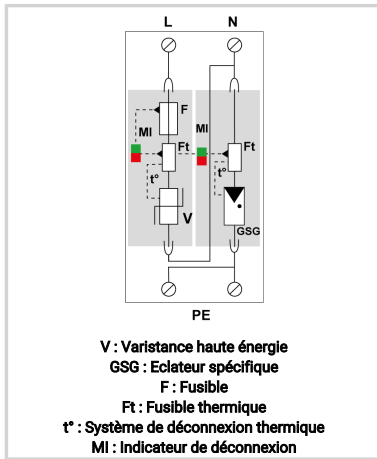 L N
F
MI MI
Ft Ft
t° t°
V
GSG
PE
V : Varistance haute énergie
GSG : Eclateur spécifique
F : Fusible
Ft : Fusible thermique
t° : Système de déconnexion thermique
MI : Indicateur de déconnexion